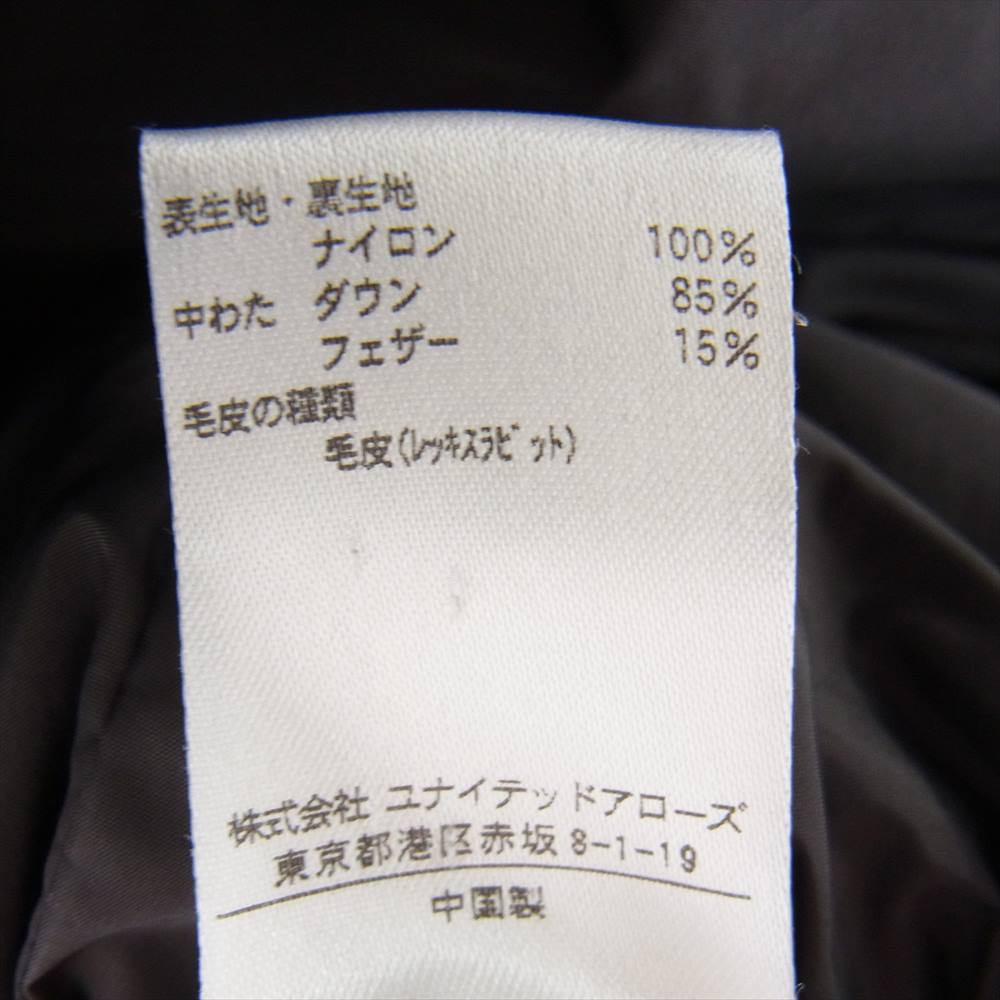 表生地・裏生地
ナイロン 100%
中わた ダウン 85%
フェザー 15%
毛皮の種類
毛皮(ﾚｯｷｽﾗﾋﾞｯﾄ)
株式会社 ユナイテッドアローズ
東京都港区赤坂8-1-19
中国製